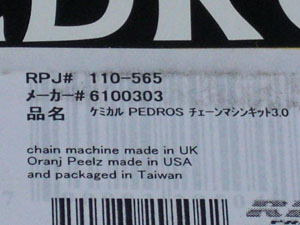 PEDROS
RPJ# 110-565
メーカー# 6100303
品名 ケミカル PEDROS チェーンマシンキット3.0
chain machine made in UK
Oranj Peelz made in USA
and packaged in Taiwan